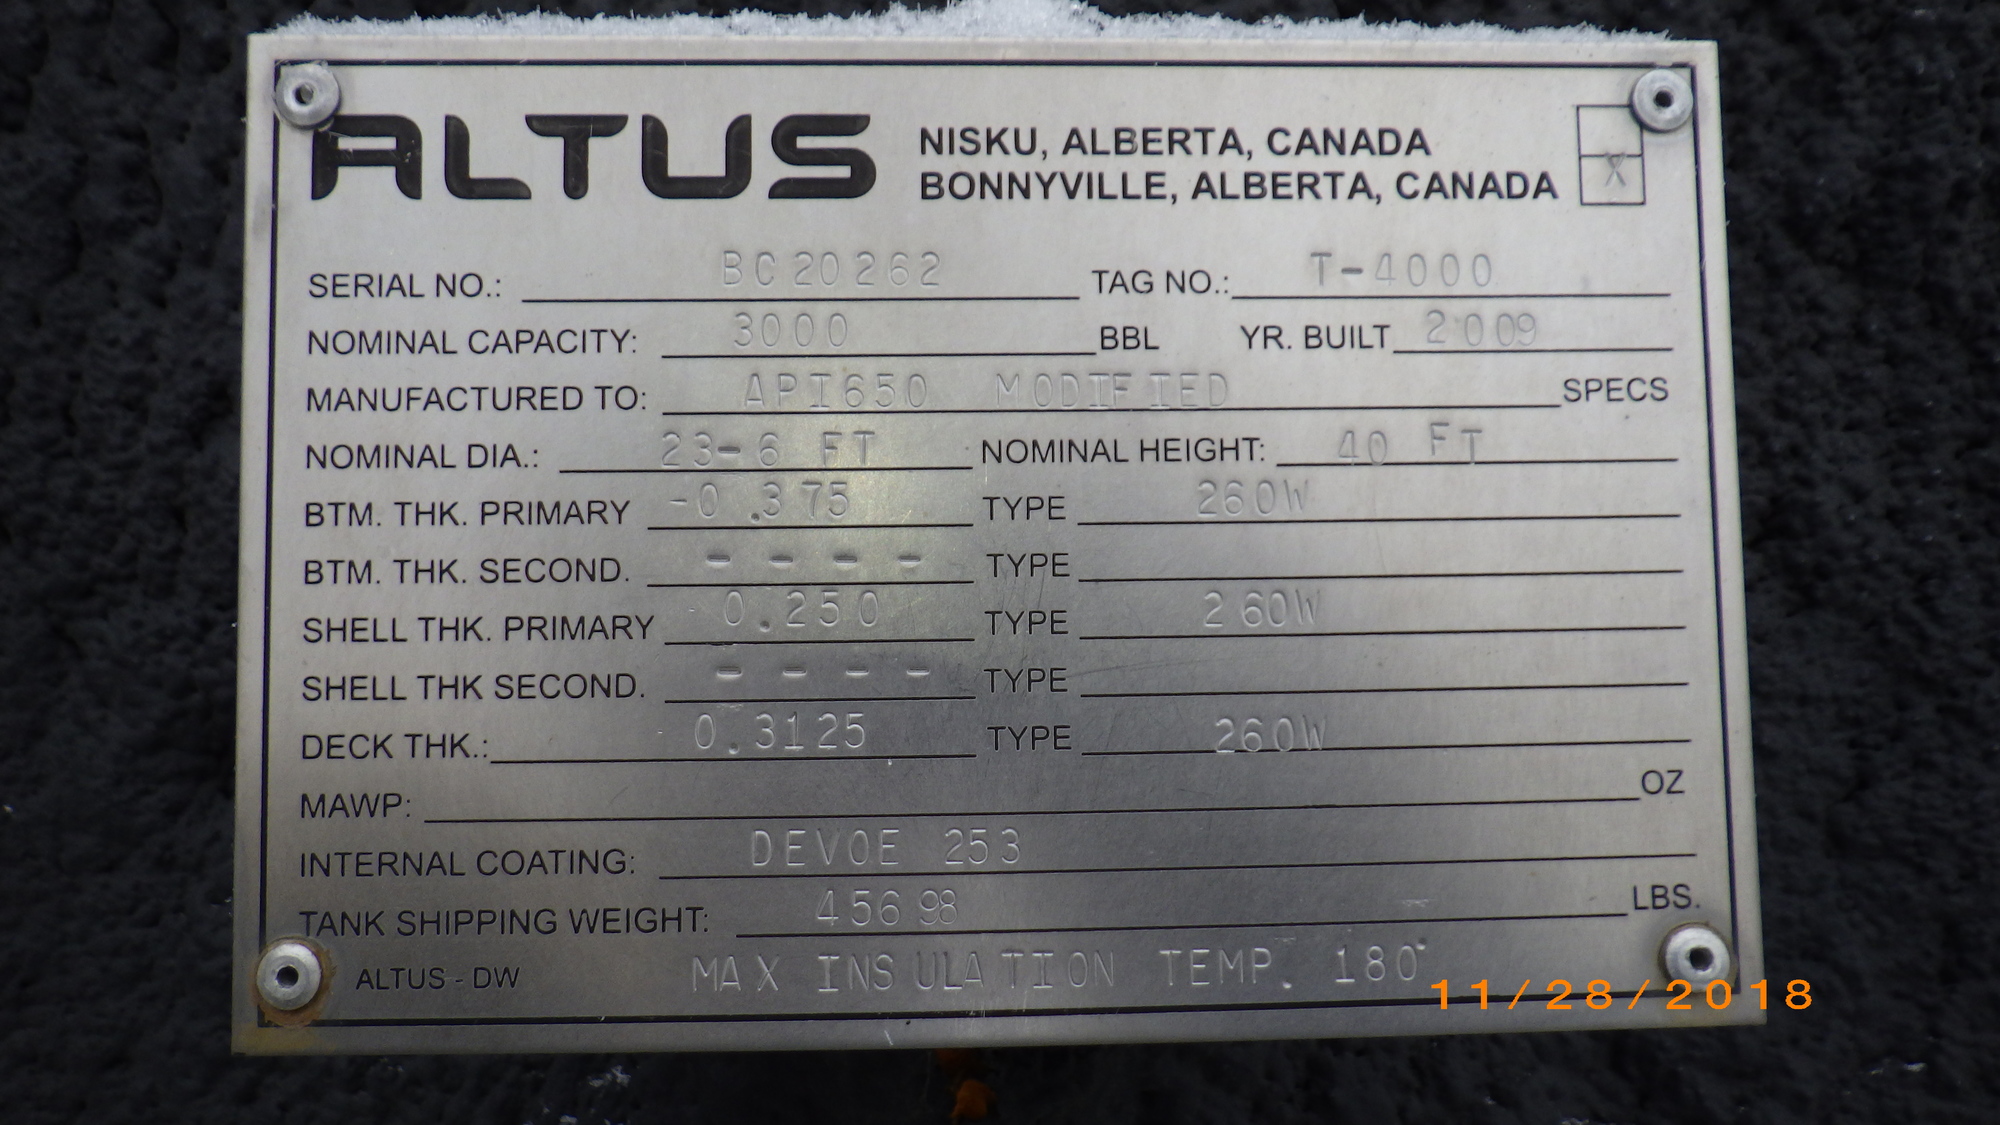 ALTUS
NISKU, ALBERTA, CANADA
BONNYVILLE, ALBERTA, CANADA X
SERIAL NO.: BC20262 TAG NO.: T-4000
NOMINAL CAPACITY: 3000 BBL YR. BUILT 2009
MANUFACTURED TO: API650 MODIFIED SPECS
NOMINAL DIA.: 23-6 FT NOMINAL HEIGHT: 40 FT
BTM. THK. PRIMARY -0.375 TYPE 260W
BTM. THK. SECOND. - - - - TYPE
SHELL THK. PRIMARY 0.250 TYPE 260W
SHELL THK SECOND. - - - - TYPE
DECK THK.: 0.3125 TYPE 260W
MAWP: OZ
INTERNAL COATING: DEVOE 253
TANK SHIPPING WEIGHT: 45698 LBS.
ALTUS - DW MAX INSULATION TEMP. 180°
11/28/2018